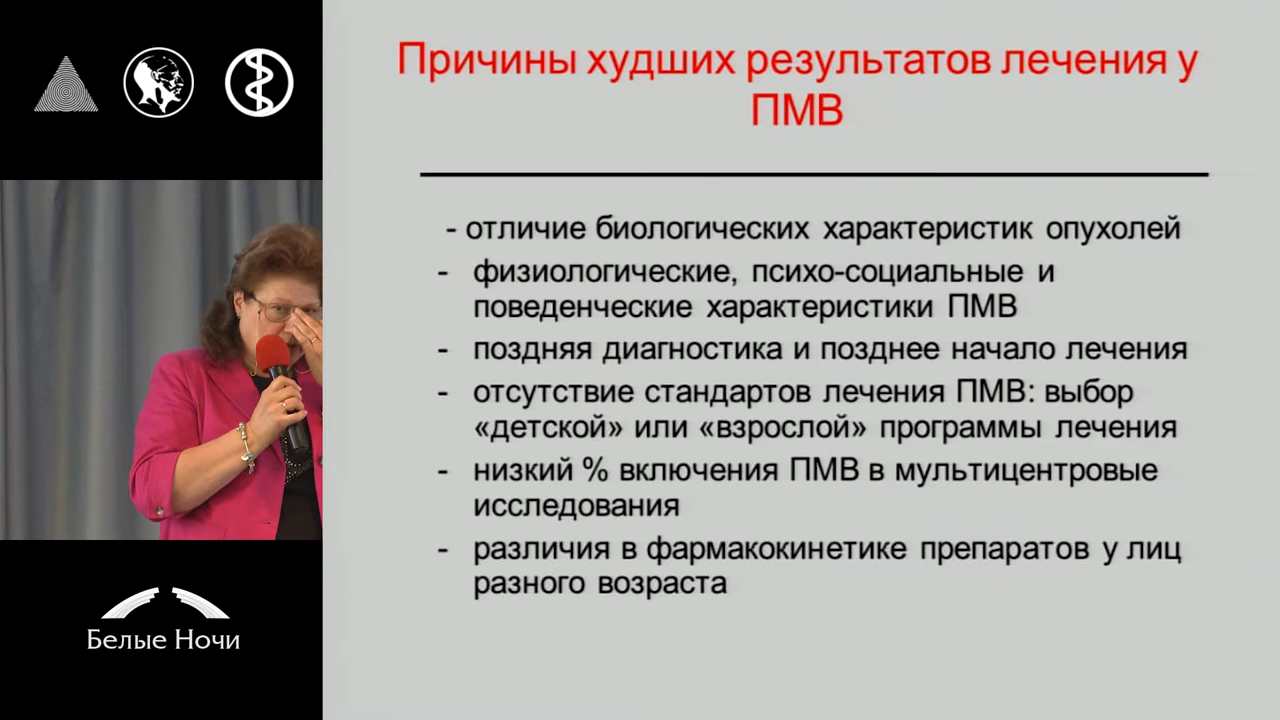 Причины худших результатов лечения у
ПМВ
- отличие биологических характеристик опухолей
- физиологические, психо-социальные и
поведенческие характеристики ПМВ
- поздняя диагностика и позднее начало лечения
- отсутствие стандартов лечения ПМВ: выбор
«детской» или «взрослой» программы лечения
- низкий % включения ПМВ в мультицентровые
исследования
- различия в фармакокинетике препаратов у лиц
разного возраста
Белые Ночи